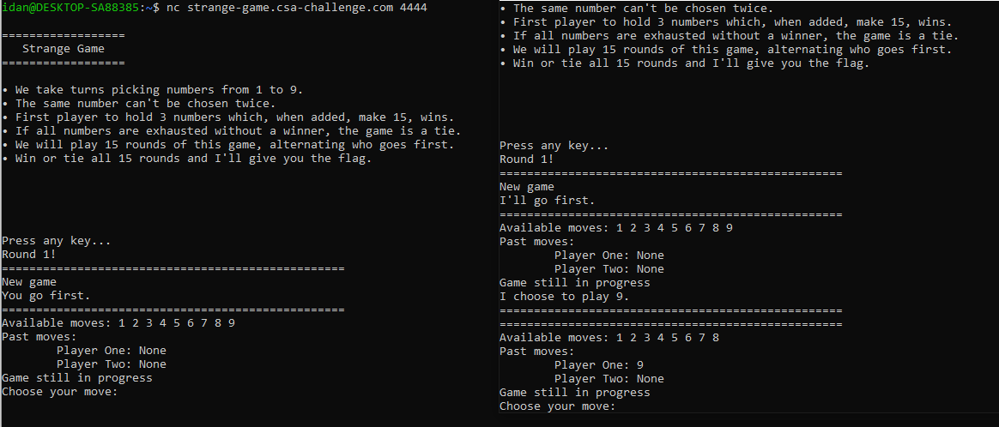 idan@DESKTOP-SA88385:~$ nc strange-game.csa-challenge.com 4444
==================
Strange Game
==================
• We take turns picking numbers from 1 to 9.
• The same number can't be chosen twice.
• First player to hold 3 numbers which, when added, make 15, wins.
• If all numbers are exhausted without a winner, the game is a tie.
• We will play 15 rounds of this game, alternating who goes first.
• Win or tie all 15 rounds and I'll give you the flag.
Press any key...
Round 1!
==================================================
New game
You go first.
==================================================
Available moves: 1 2 3 4 5 6 7 8 9
Past moves:
Player One: None
Player Two: None
Game still in progress
Choose your move:
• The same number can't be chosen twice.
• First player to hold 3 numbers which, when added, make 15, wins.
• If all numbers are exhausted without a winner, the game is a tie.
• We will play 15 rounds of this game, alternating who goes first.
• Win or tie all 15 rounds and I'll give you the flag.
Press any key...
Round 1!
==================================================
New game
I'll go first.
==================================================
Available moves: 1 2 3 4 5 6 7 8 9
Past moves:
Player One: None
Player Two: None
Game still in progress
I choose to play 9.
==================================================
==================================================
Available moves: 1 2 3 4 5 6 7 8
Past moves:
Player One: 9
Player Two: None
Game still in progress
Choose your move: